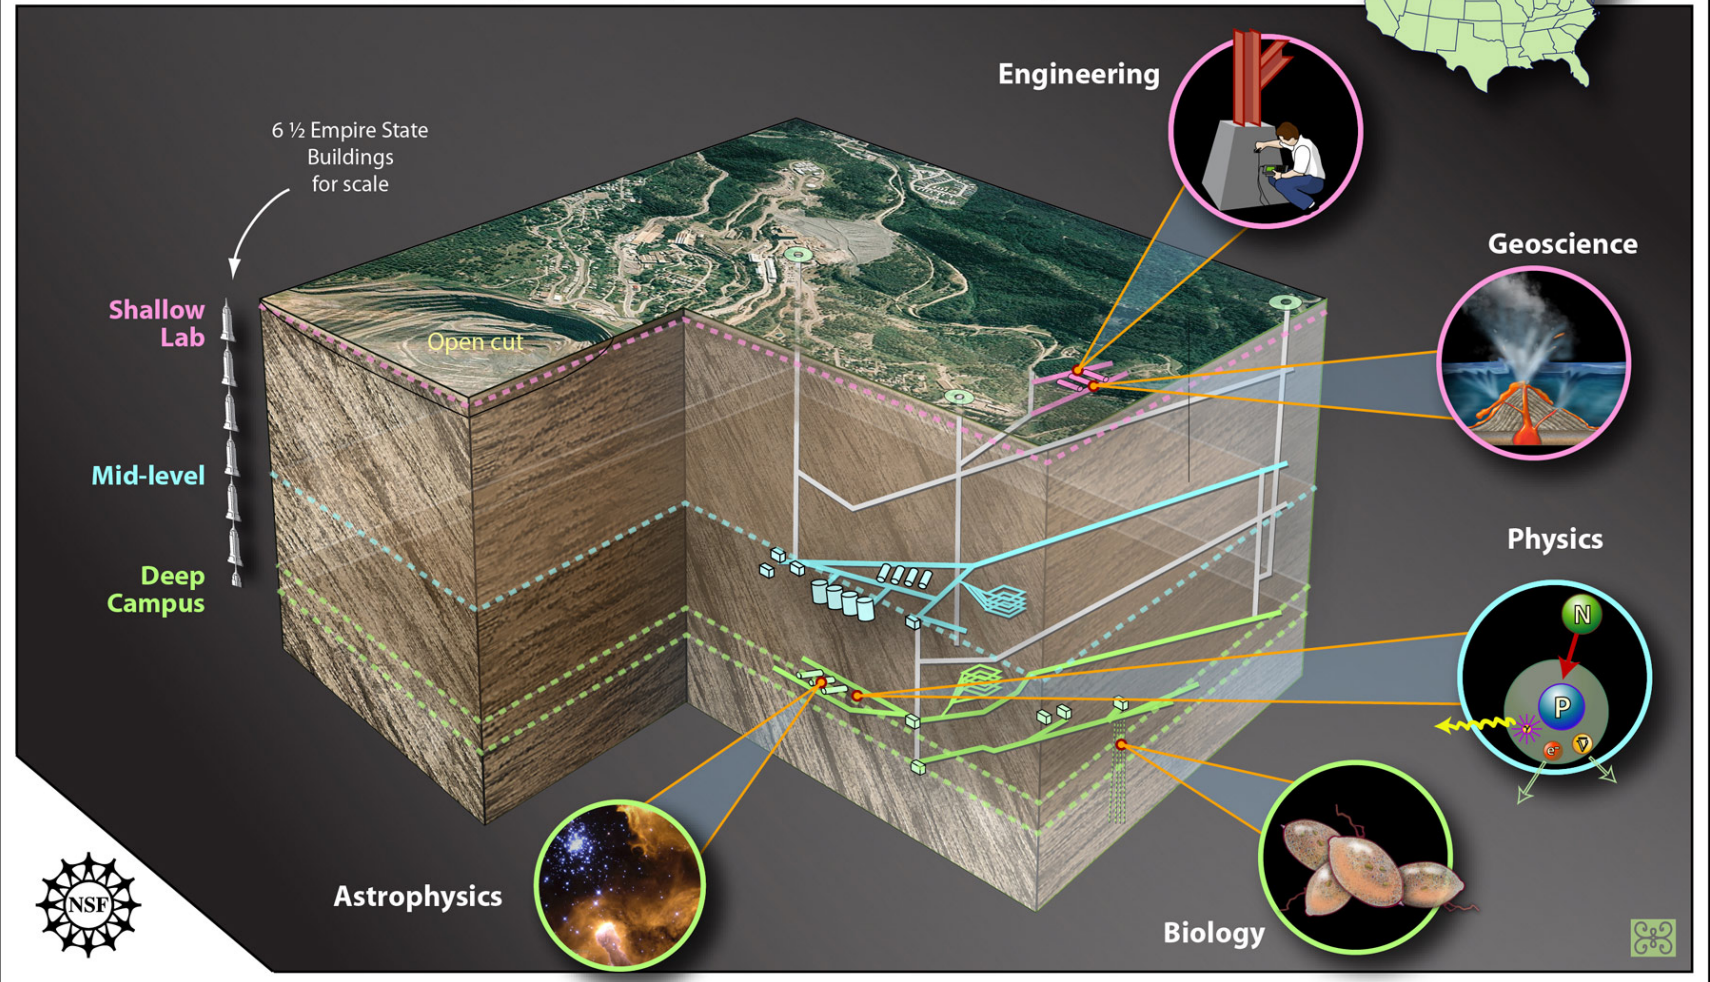 Engineering
6 ½ Empire State
Buildings
for scale
Geoscience
Shallow
Lab
Open cut
Mid-level
Physics
Deep
Campus
N
P
e⁻
ν̅
Astrophysics
NSF
Biology